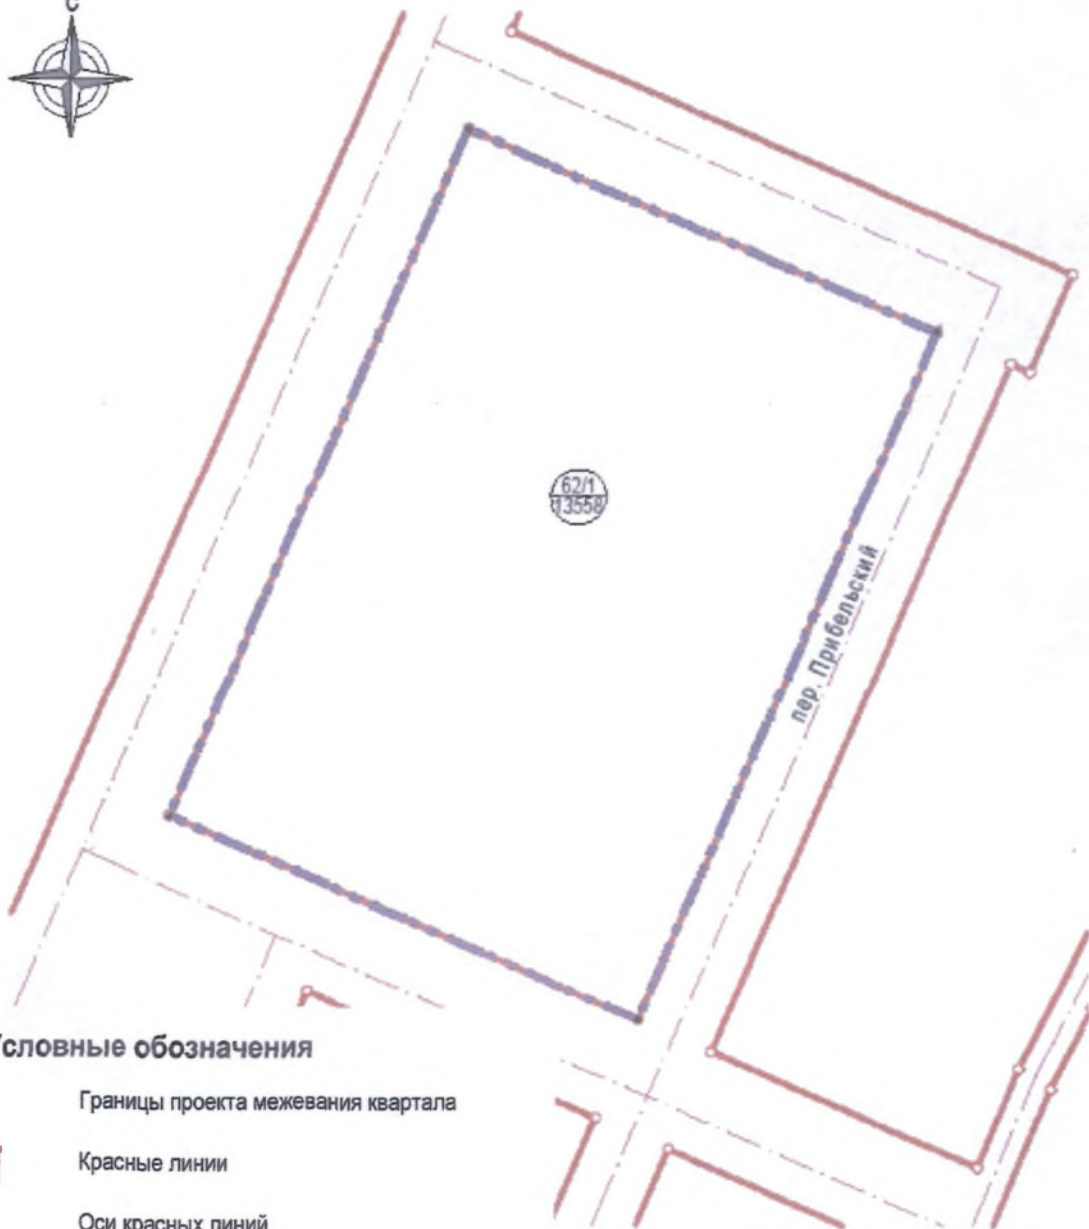 С
62/1
13558
пер. Прибельский
Условные обозначения
Границы проекта межевания квартала
Красные линии
Оси красных линий